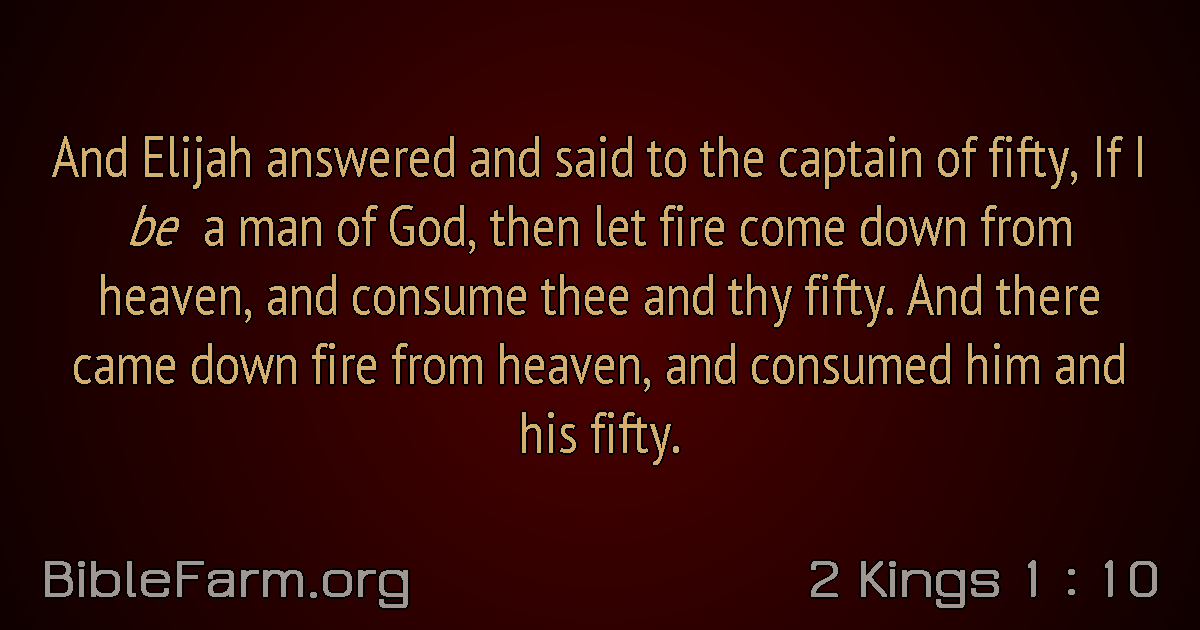 And Elijah answered and said to the captain of fifty, If I
be a man of God, then let fire come down from
heaven, and consume thee and thy fifty. And there
came down fire from heaven, and consumed him and
his fifty.
BibleFarm.org
2 Kings 1 : 10